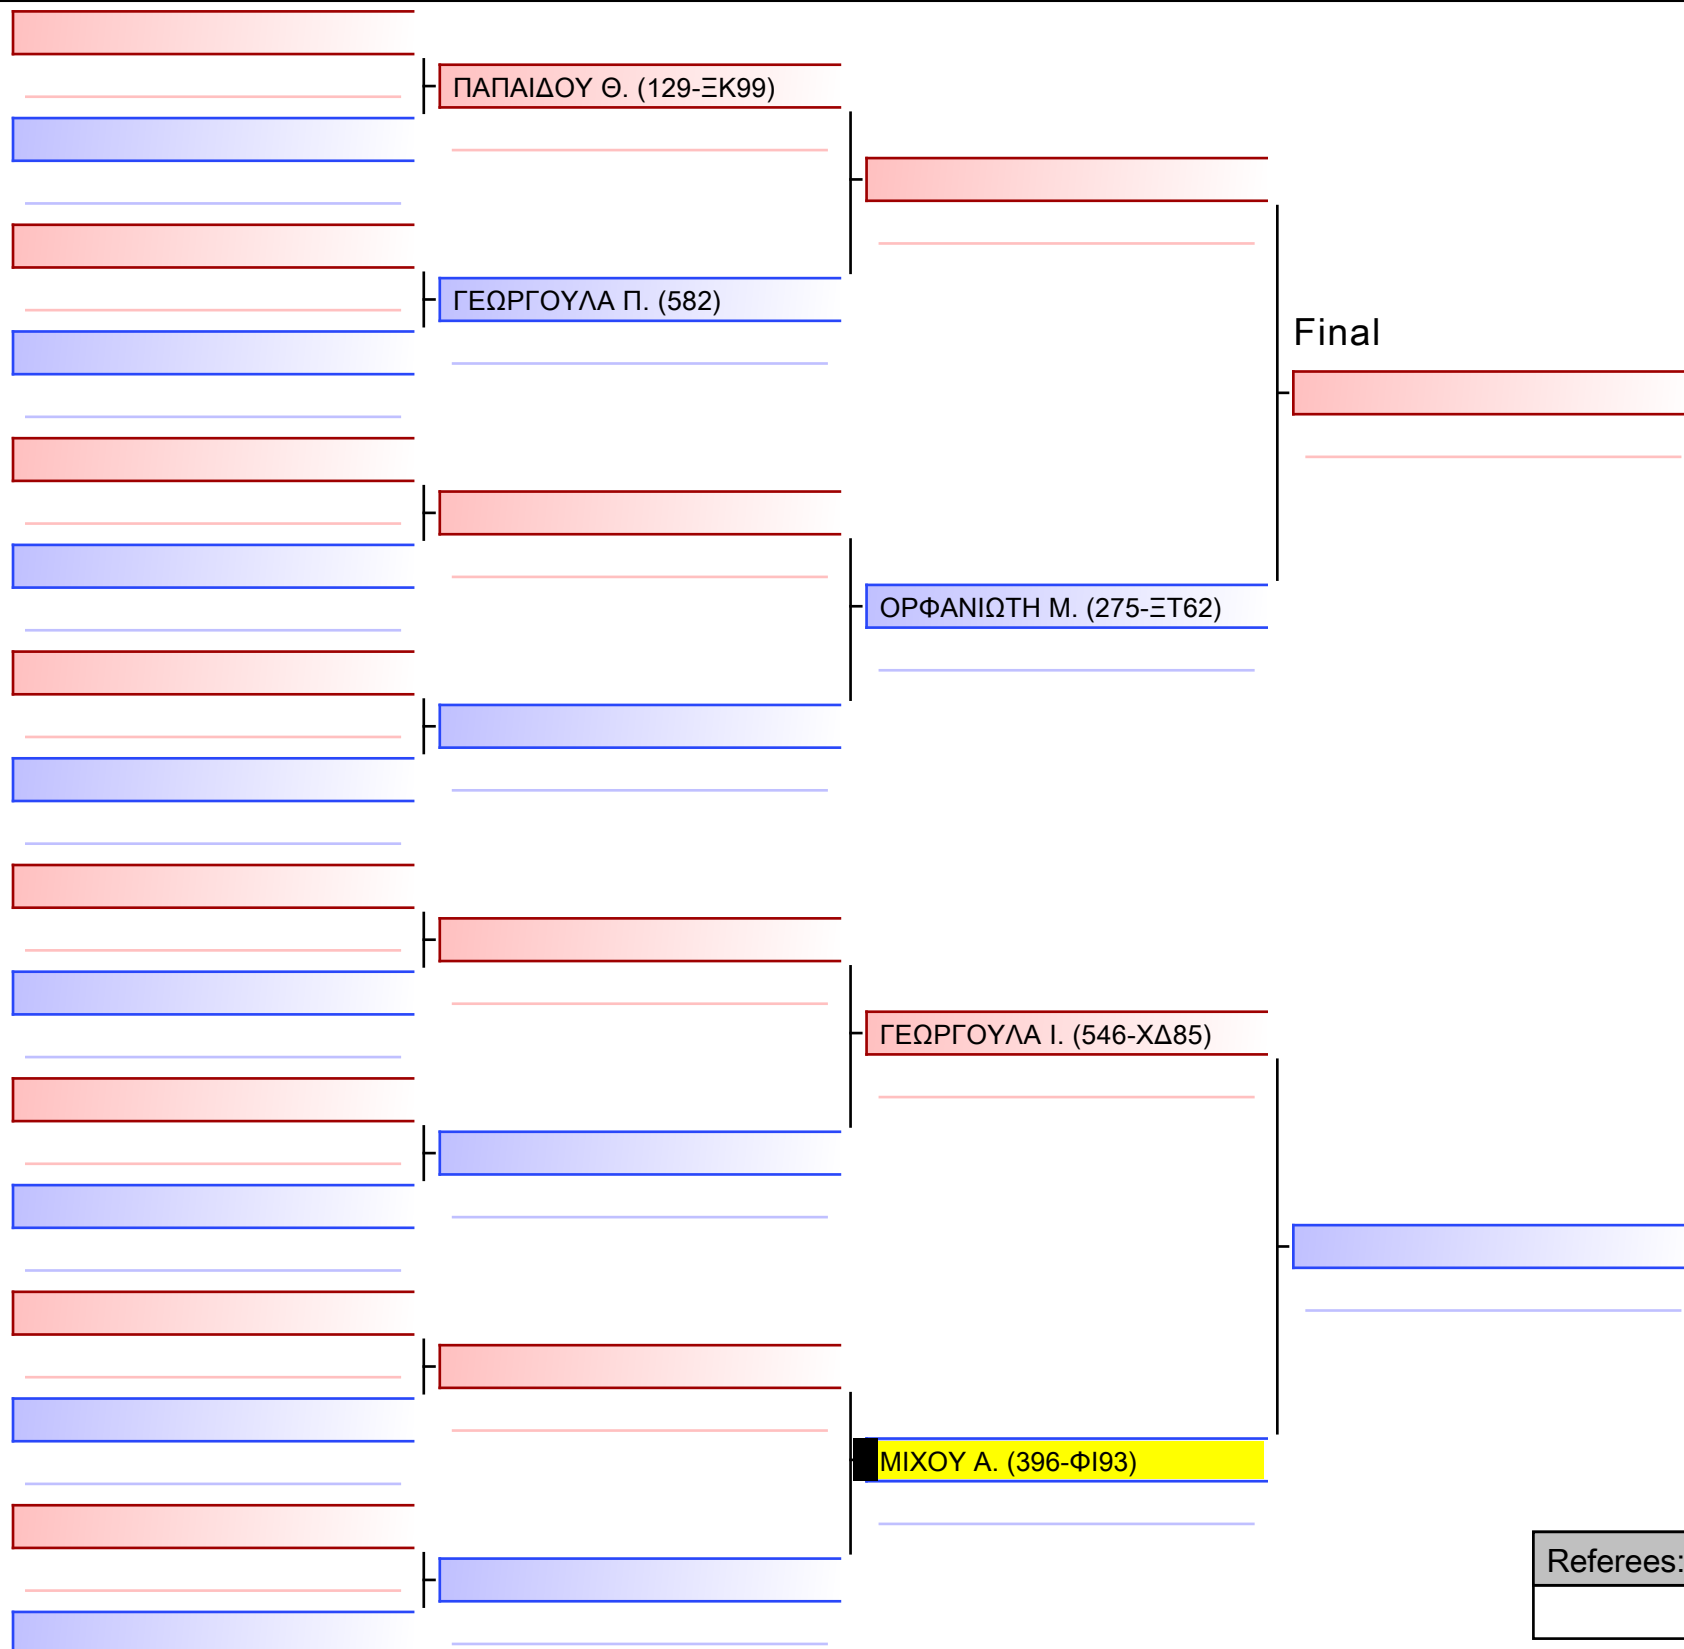 ΠΑΠΑΙΔΟΥ Θ. (129-ΞΚ99)
ΓΕΩΡΓΟΥΛΑ Π. (582)
Final
ΟΡΦΑΝΙΩΤΗ Μ. (275-ΞΤ62)
ΓΕΩΡΓΟΥΛΑ Ι. (546-ΧΔ85)
ΜΙΧΟΥ Α. (396-ΦΙ93)
Referees: